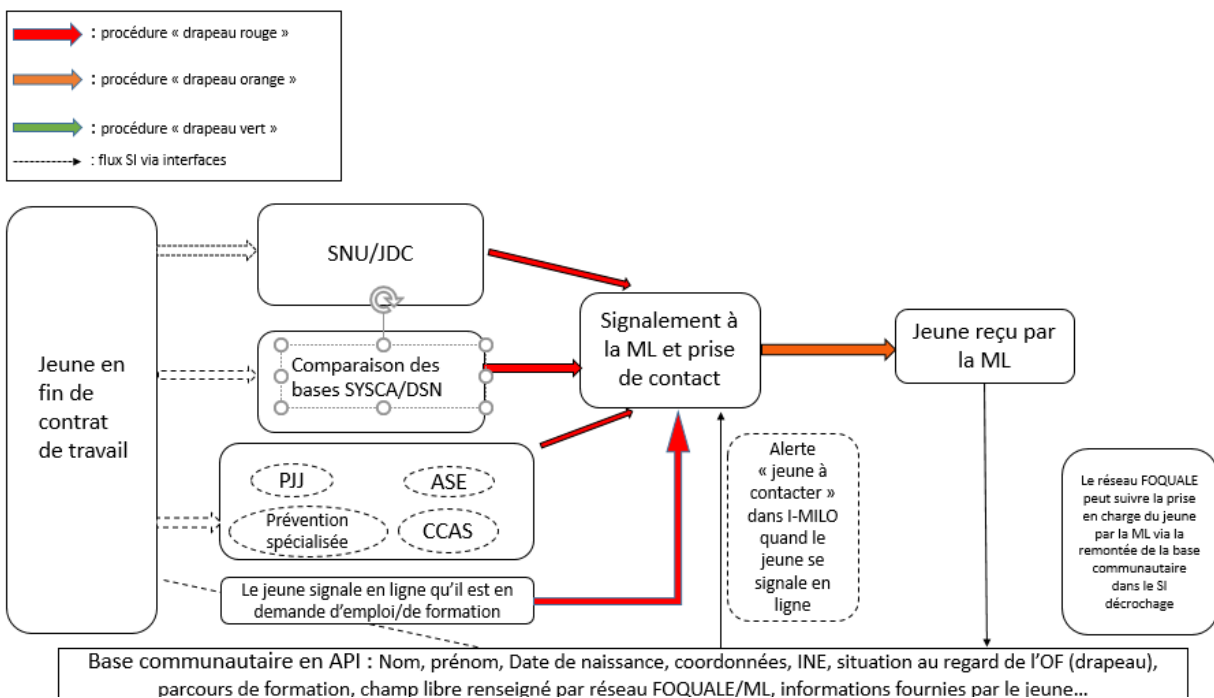 : procédure « drapeau rouge »
: procédure « drapeau orange »
: procédure « drapeau vert »
: flux SI via interfaces
Jeune en
fin de
contrat
de travail
SNU/JDC
Comparaison des
bases SYSCA/DSN
PJJ
ASE
Prévention
spécialisée
CCAS
Le jeune signale en ligne qu'il est en
demande d'emploi/de formation
Signalement à
la ML et prise
de contact
Jeune reçu par
la ML
Alerte
« jeune à
contacter »
dans I-MILO
quand le
jeune se
signale en
ligne
Le réseau FOQUALE
peut suivre la prise
en charge du jeune
par la ML via la
remontée de la base
communautaire
dans le SI
décrochage
Base communautaire en API : Nom, prénom, Date de naissance, coordonnées, INE, situation au regard de l'OF (drapeau),
parcours de formation, champ libre renseigné par réseau FOQUALE/ML, informations fournies par le jeune...